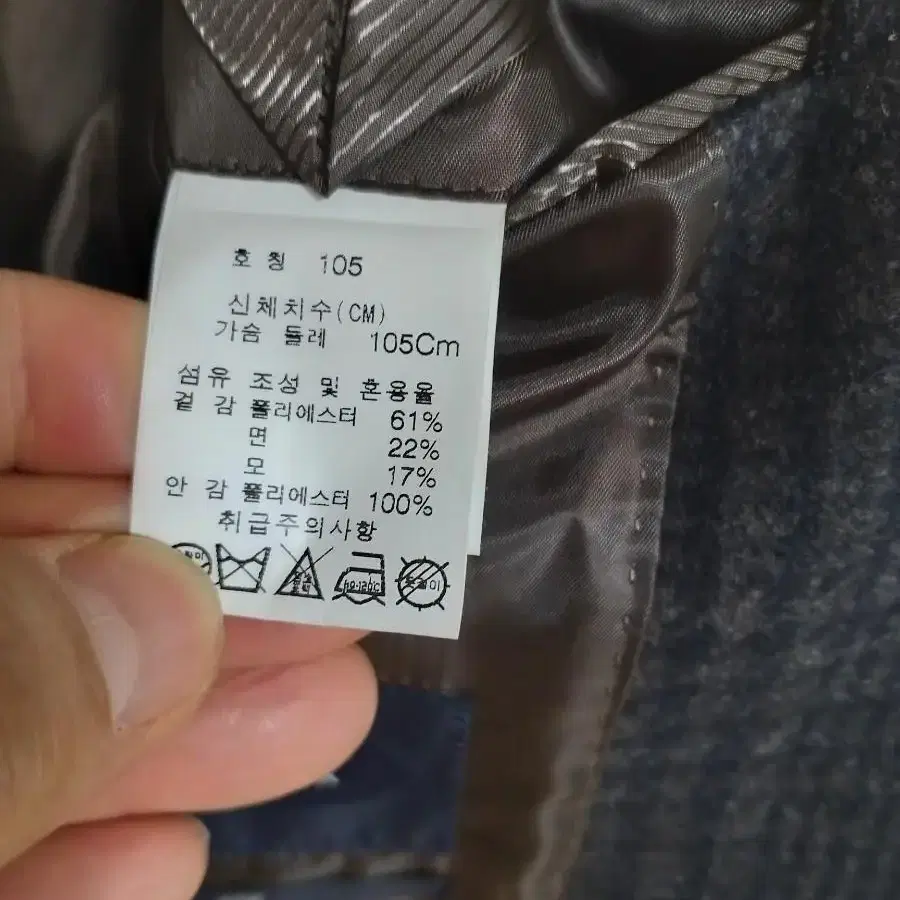 호 칭 105
신체치수(CM)
가슴 둘레 105Cm
섬유 조성 및 혼용율
겉 감 폴리에스터 61%
면 22%
모 17%
안 감 폴리에스터 100%
취급주의사항